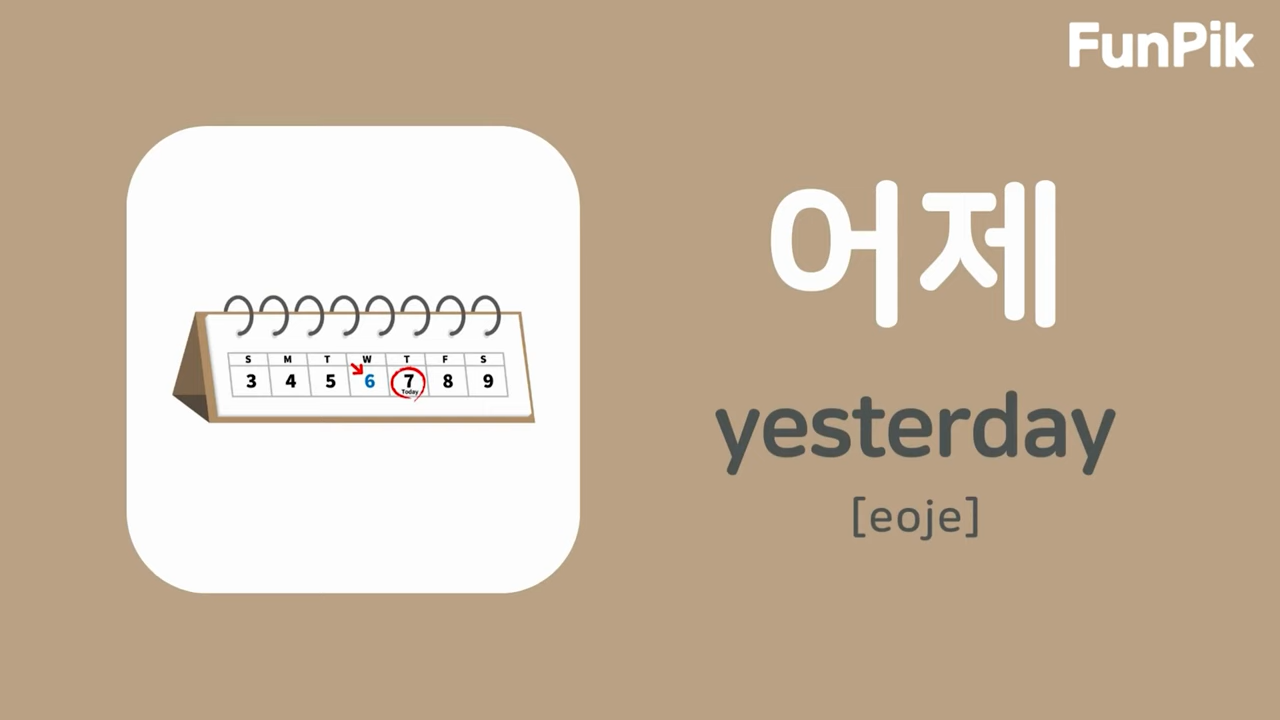 FunPik
어제
yesterday
[eoje]
S M T W T F S
3 4 5 6 7 8 9
Today